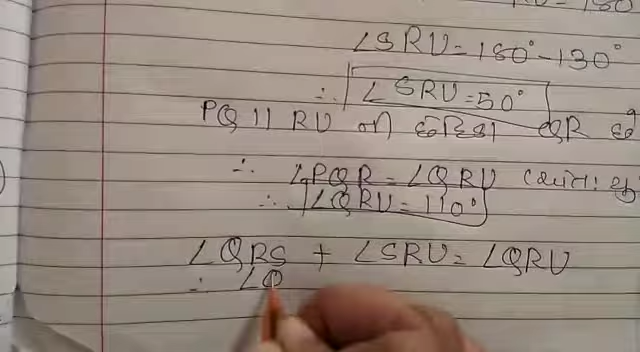 ∠SRU = 180° - 130°
∴ ∠SRU = 50°
PQ || RU ની છેદિકા QR છે
∴ ∠PQR = ∠QRU
∴ ∠QRU = 110°
∠QRS + ∠SRU = ∠QRU
∴ ∠Q